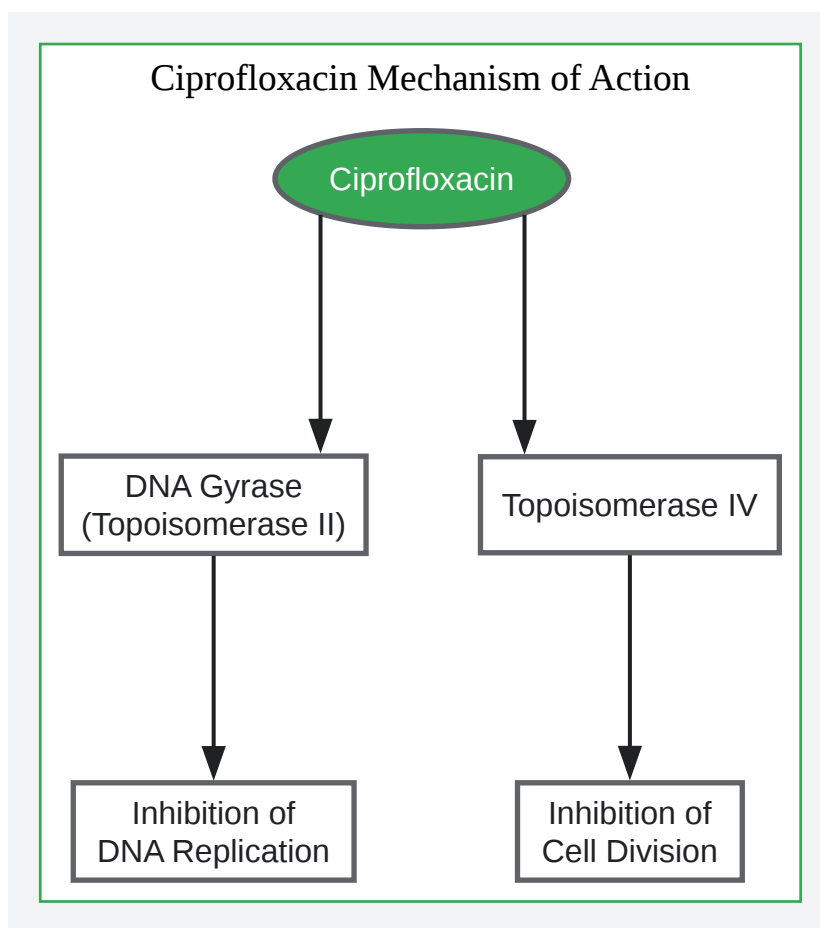 Ciprofloxacin Mechanism of Action
Ciprofloxacin
DNA Gyrase
(Topoisomerase II)
Topoisomerase IV
Inhibition of
DNA Replication
Inhibition of
Cell Division